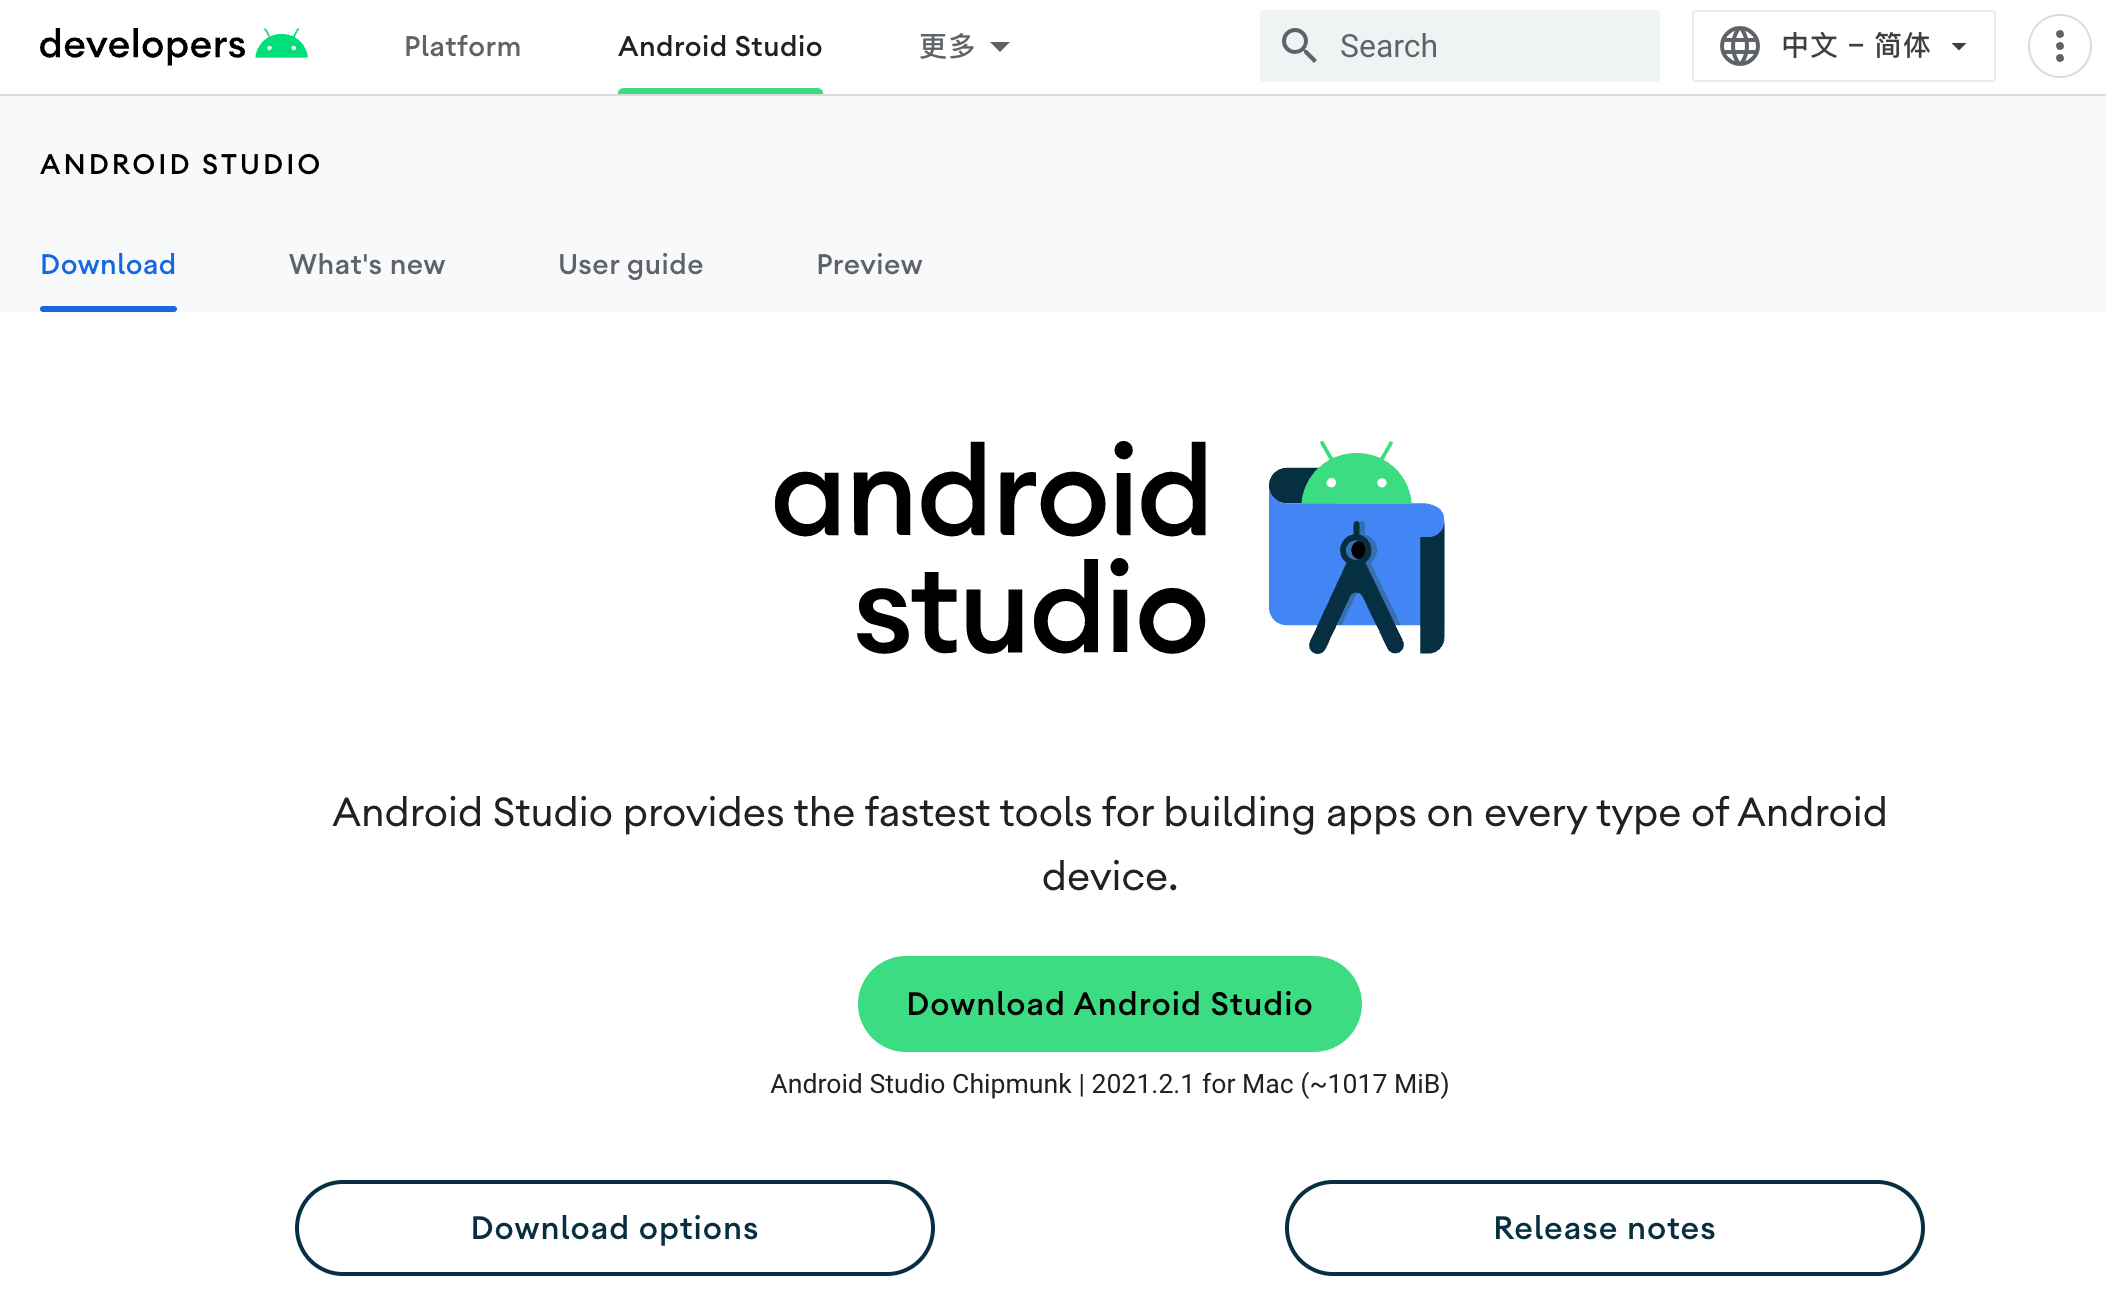 developers
Platform
Android Studio
更多
Search
中文 – 简体
ANDROID STUDIO
Download
What's new
User guide
Preview
android
studio
Android Studio provides the fastest tools for building apps on every type of Android
device.
Download Android Studio
Android Studio Chipmunk | 2021.2.1 for Mac (~1017 MiB)
Download options
Release notes